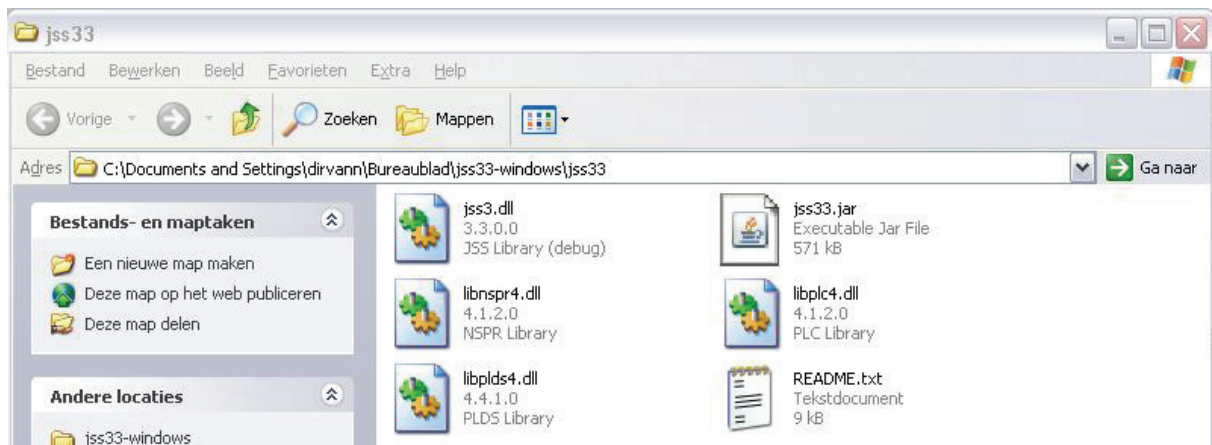 jss33
Bestand Bewerken Beeld Favorieten Extra Help
Vorige Zoeken Mappen
Adres C:\Documents and Settings\dirvann\Bureaublad\jss33-windows\jss33 Ga naar
Bestands- en maptaken
Een nieuwe map maken
Deze map op het web publiceren
Deze map delen
Andere locaties
jss33-windows
jss3.dll
3.3.0.0
JSS Library (debug)
jss33.jar
Executable Jar File
571 kB
libnspr4.dll
4.1.2.0
NSPR Library
libplc4.dll
4.1.2.0
PLC Library
libplds4.dll
4.4.1.0
PLDS Library
README.txt
Tekstdocument
9 kB